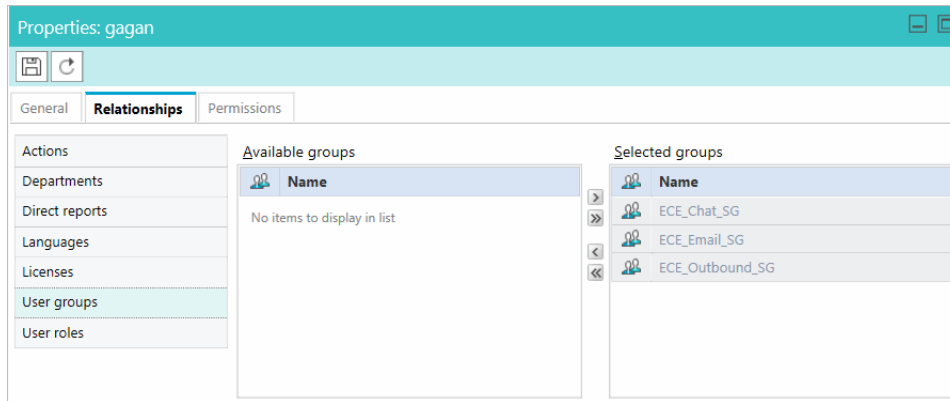 Properties: gagan
General Relationships Permissions
Actions
Departments
Direct reports
Languages
Licenses
User groups
User roles
Available groups
Name
No items to display in list
Selected groups
Name
ECE_Chat_SG
ECE_Email_SG
ECE_Outbound_SG